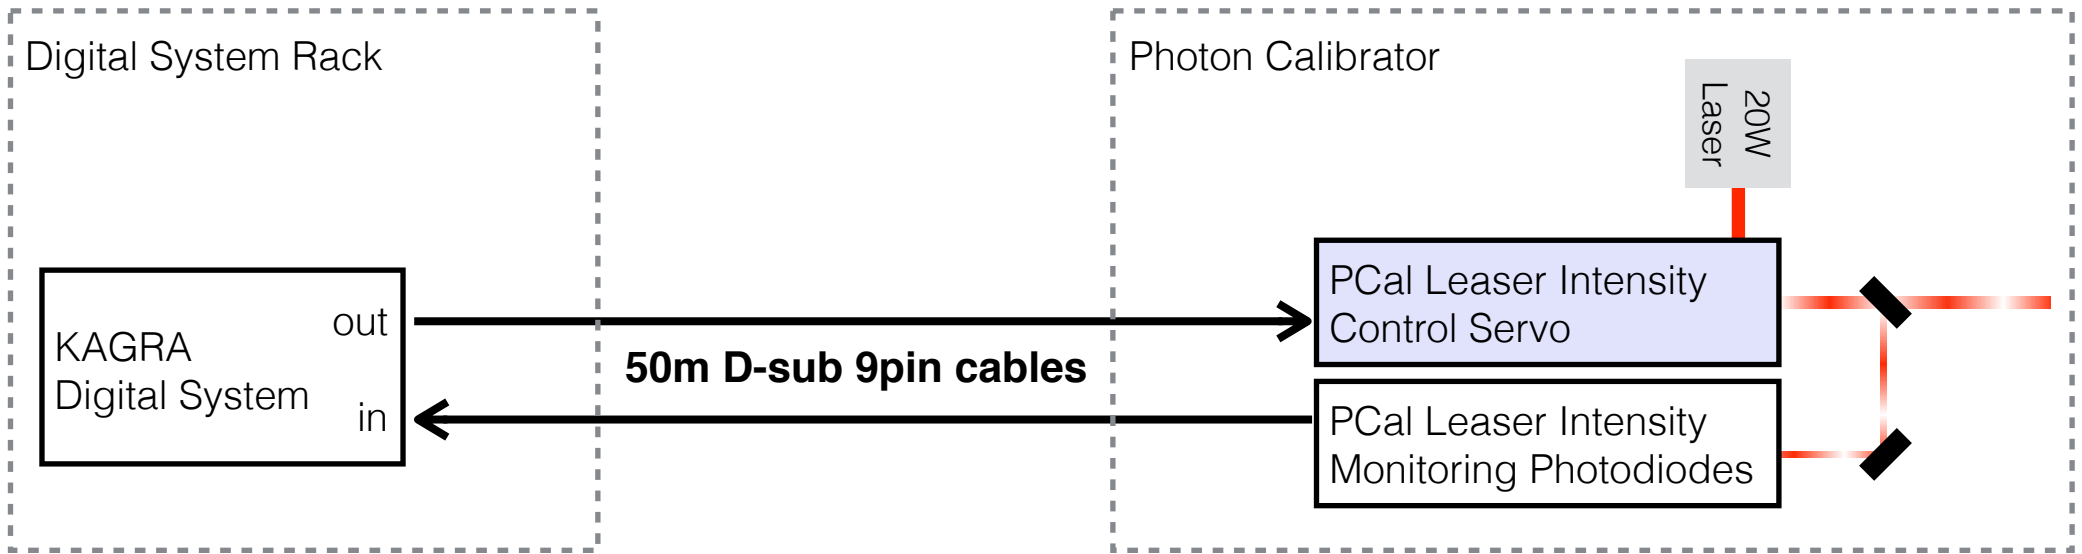 Digital System Rack
KAGRA
Digital System
out
in
50m D-sub 9pin cables
Photon Calibrator
20W
Laser
PCal Leaser Intensity
Control Servo
PCal Leaser Intensity
Monitoring Photodiodes